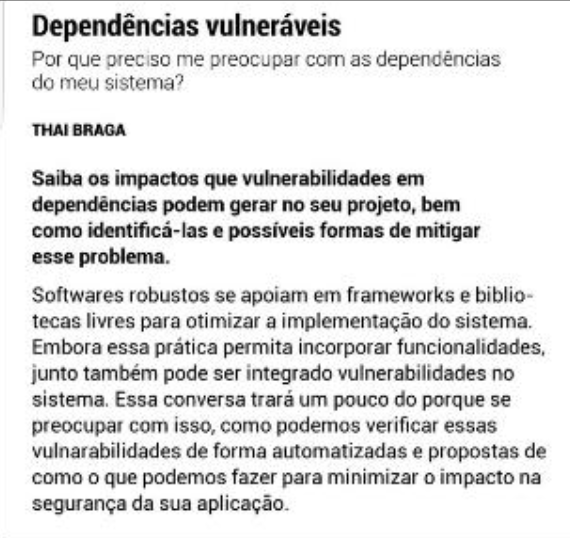 Dependências vulneráveis
Por que preciso me preocupar com as dependências
do meu sistema?
THAI BRAGA
Saiba os impactos que vulnerabilidades em
dependências podem gerar no seu projeto, bem
como identificá-las e possíveis formas de mitigar
esse problema.
Softwares robustos se apoiam em frameworks e biblio-
tecas livres para otimizar a implementação do sistema.
Embora essa prática permita incorporar funcionalidades,
junto também pode ser integrado vulnerabilidades no
sistema. Essa conversa trará um pouco do porque se
preocupar com isso, como podemos verificar essas
vulnarabilidades de forma automatizadas e propostas de
como o que podemos fazer para minimizar o impacto na
segurança da sua aplicação.